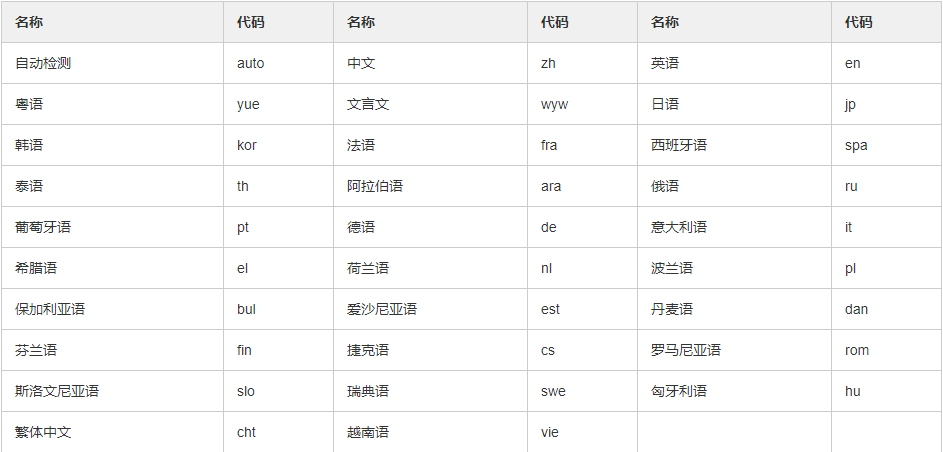 名称 代码 名称 代码 名称 代码
自动检测 auto 中文 zh 英语 en
粤语 yue 文言文 wyw 日语 jp
韩语 kor 法语 fra 西班牙语 spa
泰语 th 阿拉伯语 ara 俄语 ru
葡萄牙语 pt 德语 de 意大利语 it
希腊语 el 荷兰语 nl 波兰语 pl
保加利亚语 bul 爱沙尼亚语 est 丹麦语 dan
芬兰语 fin 捷克语 cs 罗马尼亚语 rom
斯洛文尼亚语 slo 瑞典语 swe 匈牙利语 hu
繁体中文 cht 越南语 vie